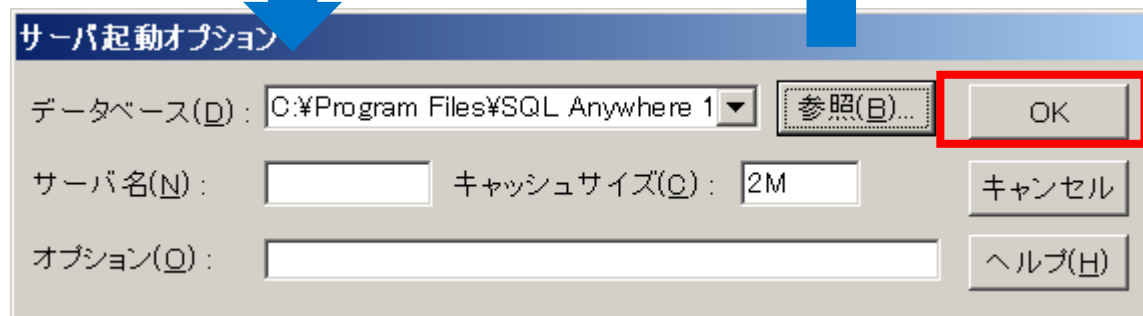 サーバ起動オプション
データベース(D) : C:¥Program Files¥SQL Anywhere 1 参照(B)... OK
サーバ名(N) : キャッシュサイズ(C) : 2M キャンセル
オプション(O) : ヘルプ(H)